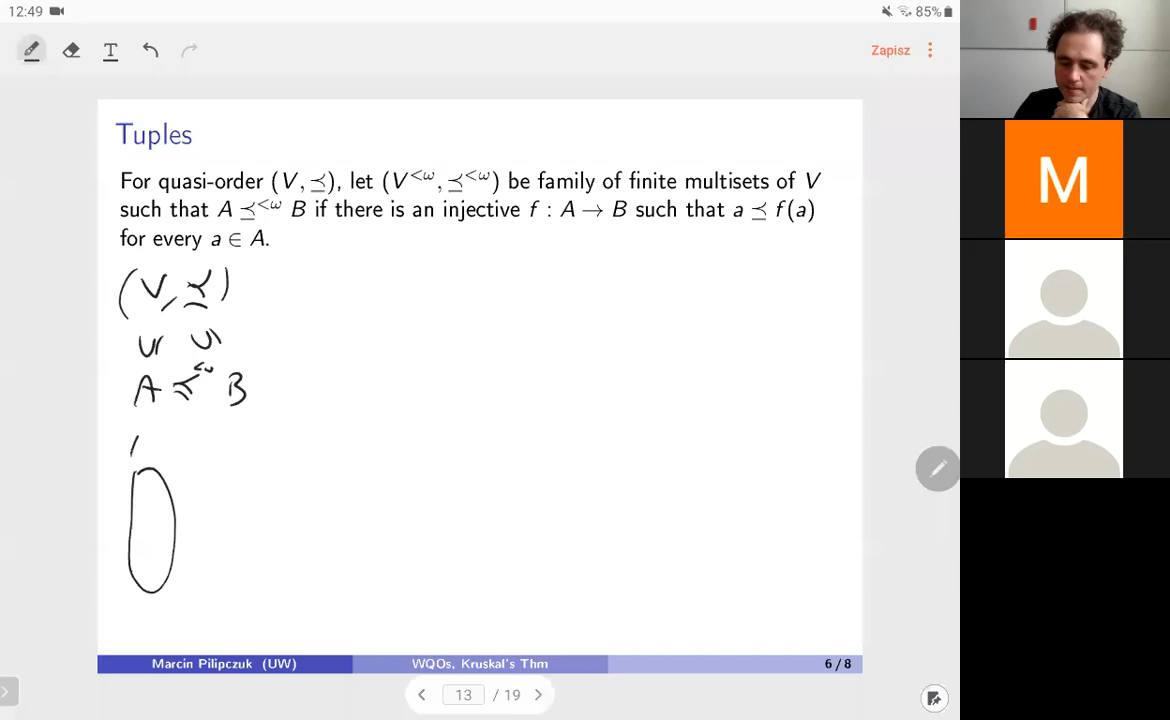 12:49
85%
T
Zapisz
Tuples
For quasi-order (V, ⪯), let (V^{<ω}, ⪯^{<ω}) be family of finite multisets of V
such that A ⪯^{<ω} B if there is an injective f : A → B such that a ⪯ f(a)
for every a ∈ A.
(V, ⪯)
A ⪯^{<ω} B
Marcin Pilipczuk (UW) WQOs, Kruskal's Thm 6 / 8
13 / 19
M